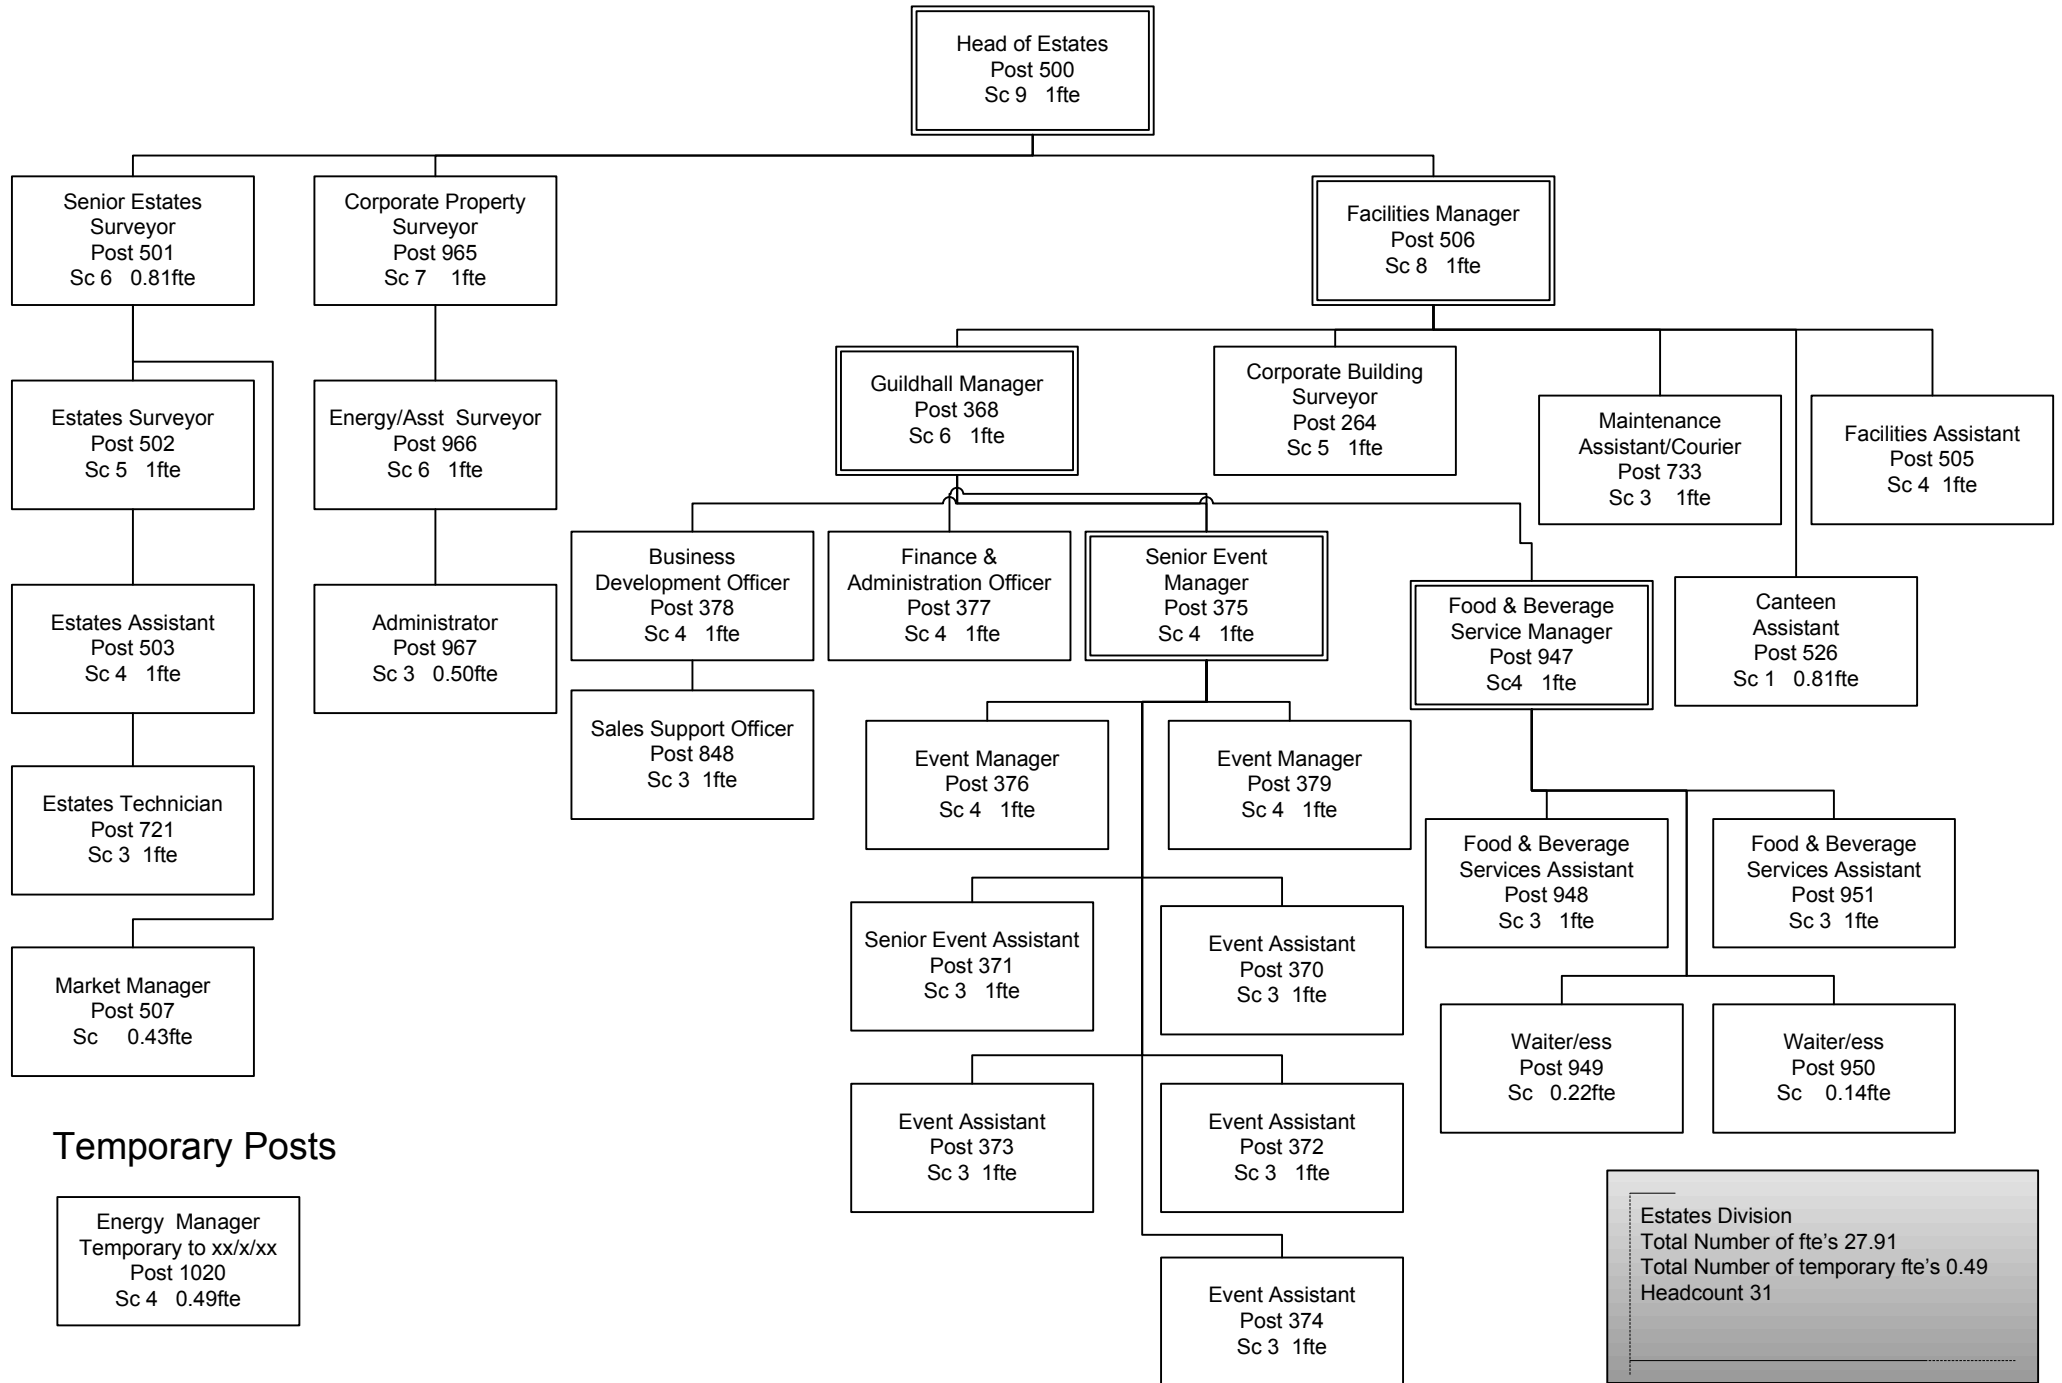 Head of Estates
Post 500
Sc 9 1fte
Senior Estates
Surveyor
Post 501
Sc 6 0.81fte
Corporate Property
Surveyor
Post 965
Sc 7 1fte
Facilities Manager
Post 506
Sc 8 1fte
Guildhall Manager
Post 368
Sc 6 1fte
Corporate Building
Surveyor
Post 264
Sc 5 1fte
Maintenance
Assistant/Courier
Post 733
Sc 3 1fte
Facilities Assistant
Post 505
Sc 4 1fte
Estates Surveyor
Post 502
Sc 5 1fte
Energy/Asst Surveyor
Post 966
Sc 6 1fte
Business
Development Officer
Post 378
Sc 4 1fte
Finance &
Administration Officer
Post 377
Sc 4 1fte
Senior Event
Manager
Post 375
Sc 4 1fte
Food & Beverage
Service Manager
Post 947
Sc4 1fte
Canteen
Assistant
Post 526
Sc 1 0.81fte
Estates Assistant
Post 503
Sc 4 1fte
Administrator
Post 967
Sc 3 0.50fte
Sales Support Officer
Post 848
Sc 3 1fte
Event Manager
Post 376
Sc 4 1fte
Event Manager
Post 379
Sc 4 1fte
Estates Technician
Post 721
Sc 3 1fte
Food & Beverage
Services Assistant
Post 948
Sc 3 1fte
Food & Beverage
Services Assistant
Post 951
Sc 3 1fte
Senior Event Assistant
Post 371
Sc 3 1fte
Event Assistant
Post 370
Sc 3 1fte
Market Manager
Post 507
Sc 0.43fte
Waiter/ess
Post 949
Sc 0.22fte
Waiter/ess
Post 950
Sc 0.14fte
Event Assistant
Post 373
Sc 3 1fte
Event Assistant
Post 372
Sc 3 1fte
Temporary Posts
Energy Manager
Temporary to xx/x/xx
Post 1020
Sc 4 0.49fte
Event Assistant
Post 374
Sc 3 1fte
Estates Division
Total Number of fte's 27.91
Total Number of temporary fte's 0.49
Headcount 31